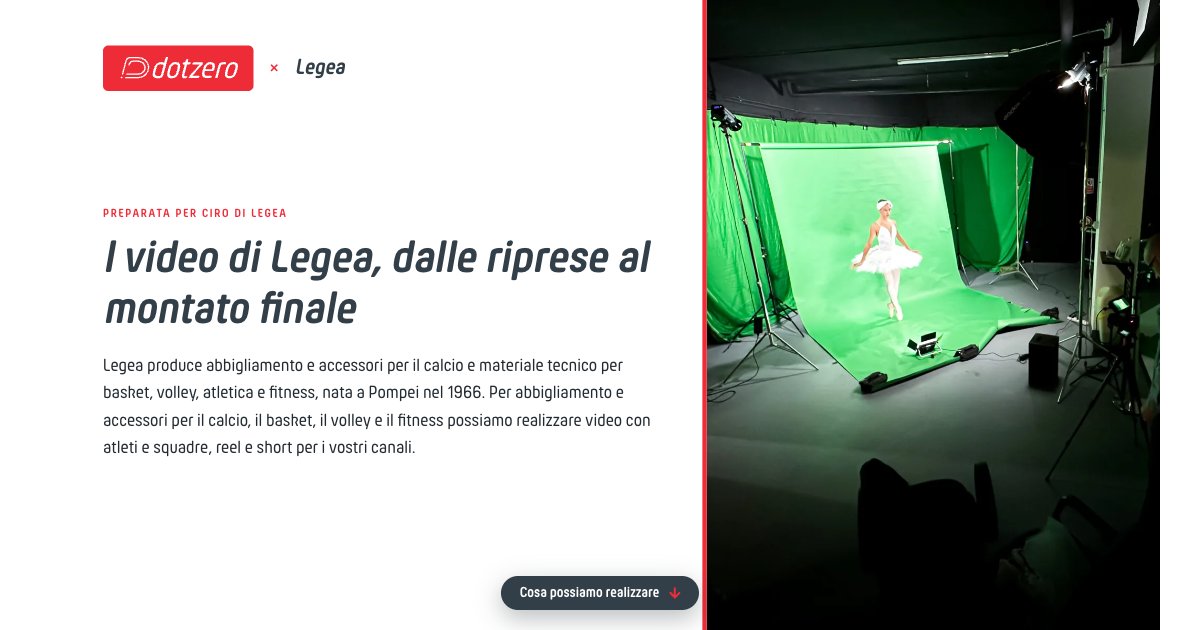 dotzero × Legea
PREPARATA PER CIRO DI LEGEA
I video di Legea, dalle riprese al
montato finale
Legea produce abbigliamento e accessori per il calcio e materiale tecnico per
basket, volley, atletica e fitness, nata a Pompei nel 1966. Per abbigliamento e
accessori per il calcio, il basket, il volley e il fitness possiamo realizzare video con
atleti e squadre, reel e short per i vostri canali.
Cosa possiamo realizzare ↓